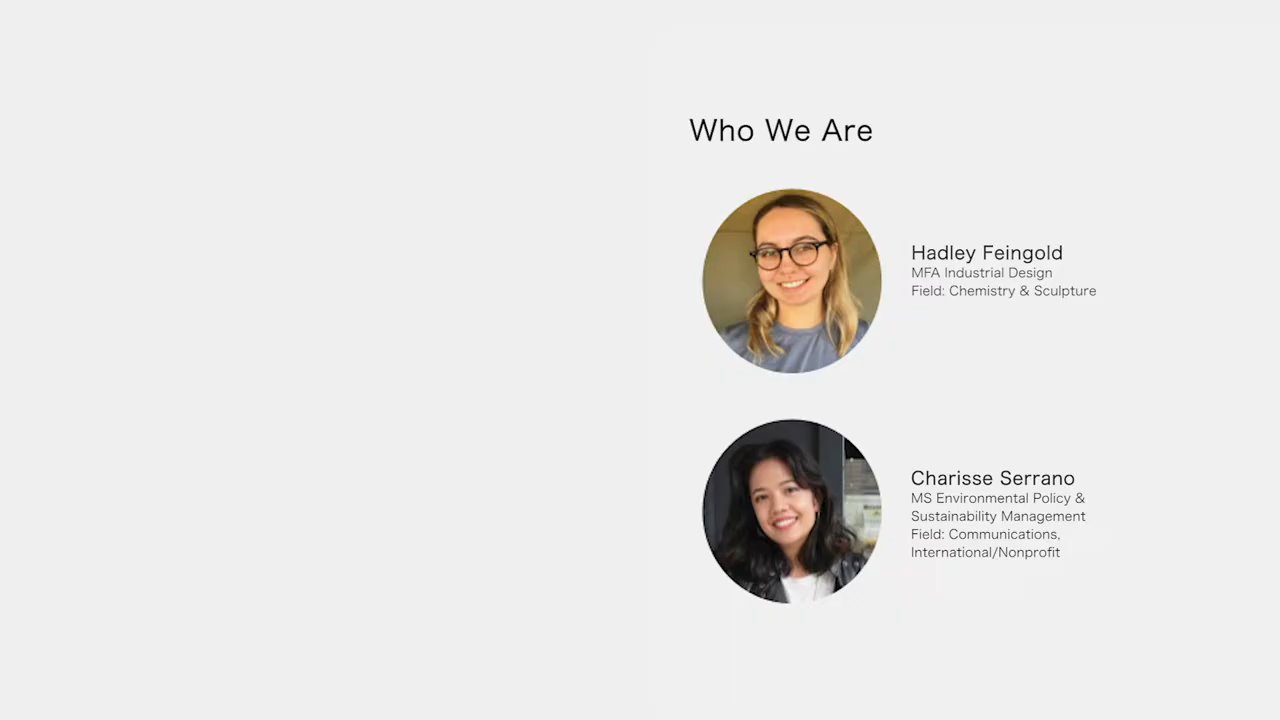 Who We Are
Hadley Feingold
MFA Industrial Design
Field: Chemistry & Sculpture
Charisse Serrano
MS Environmental Policy &
Sustainability Management
Field: Communications,
International/Nonprofit